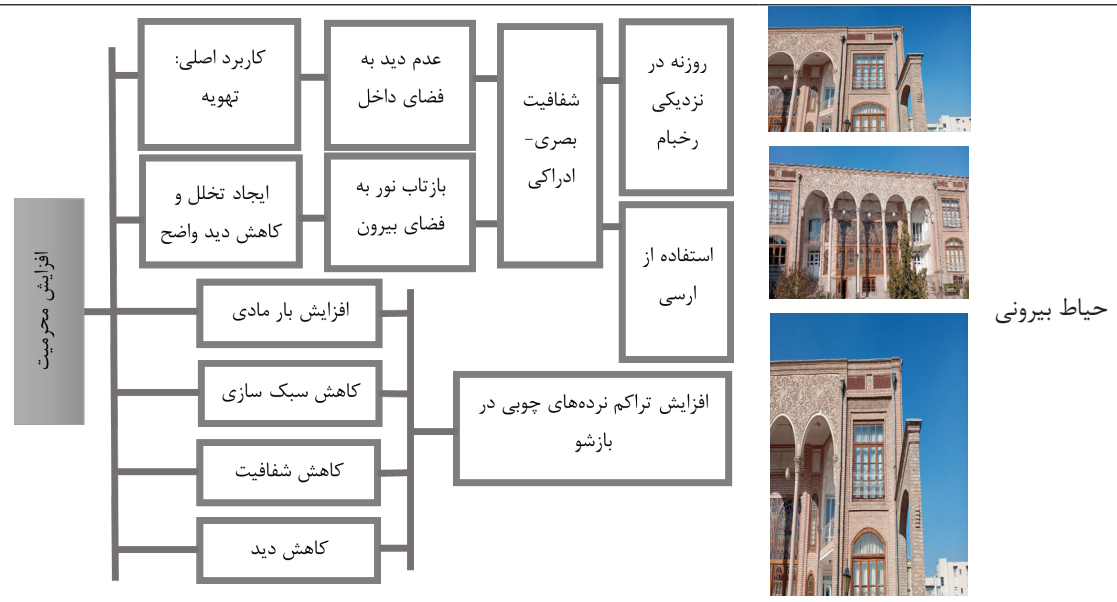 حیاط بیرونی
روزنه در
نزدیکی
رخبام
استفاده از
ارسی
شفافیت
بصری-
ادراکی
عدم دید به
فضای داخل
بازتاب نور به
فضای بیرون
کاربرد اصلی:
تهویه
ایجاد تخلل و
کاهش دید واضح
افزایش تراکم نرده‌های چوبی در
بازشو
افزایش بار مادی
کاهش سبک سازی
کاهش شفافیت
کاهش دید
افزایش محرمیت